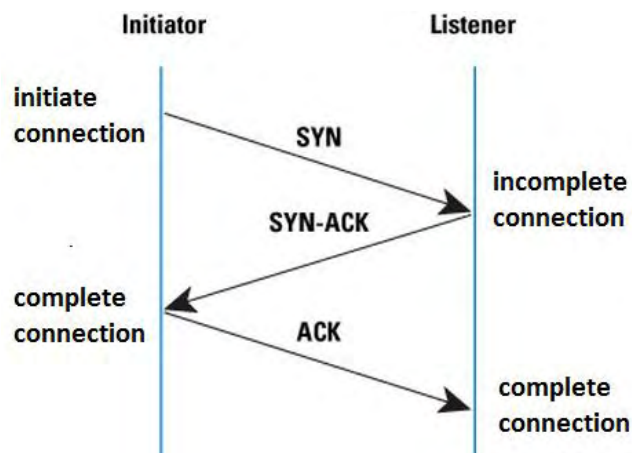 Initiator
Listener
initiate
connection
SYN
incomplete
connection
SYN-ACK
complete
connection
ACK
complete
connection